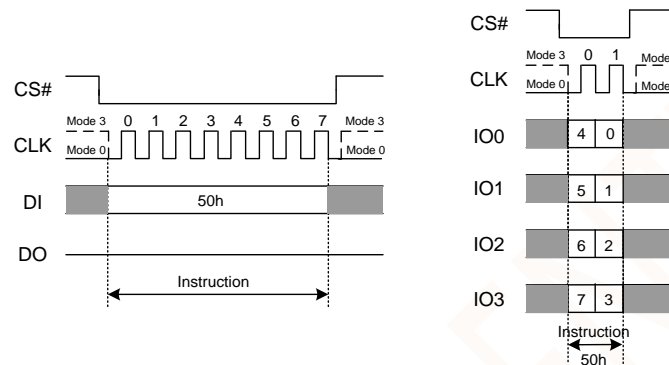 CS#
Mode 3 0 1 2 3 4 5 6 7 Mode 3
CLK
Mode 0 Mode 0
DI 50h
DO
Instruction
CS#
Mode 3 0 1 Mode
CLK
Mode 0 Mode
IO0 4 0
IO1 5 1
IO2 6 2
IO3 7 3
Instruction
50h